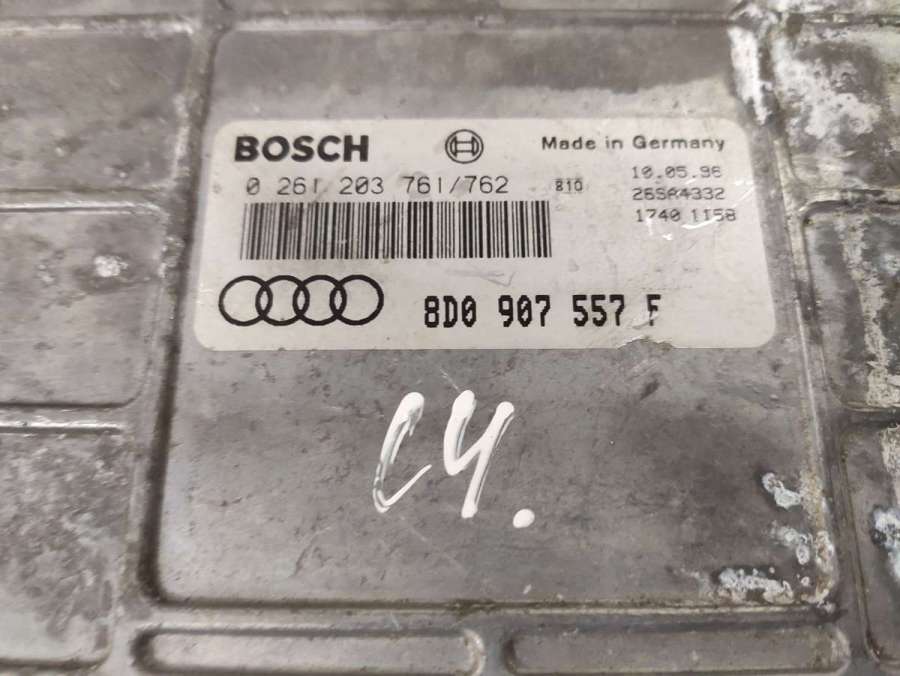 BOSCH
Made in Germany
0 261 203 761/762
810
10.05.96
26SA4332
1740 1158
8D0 907 557 F
C4.